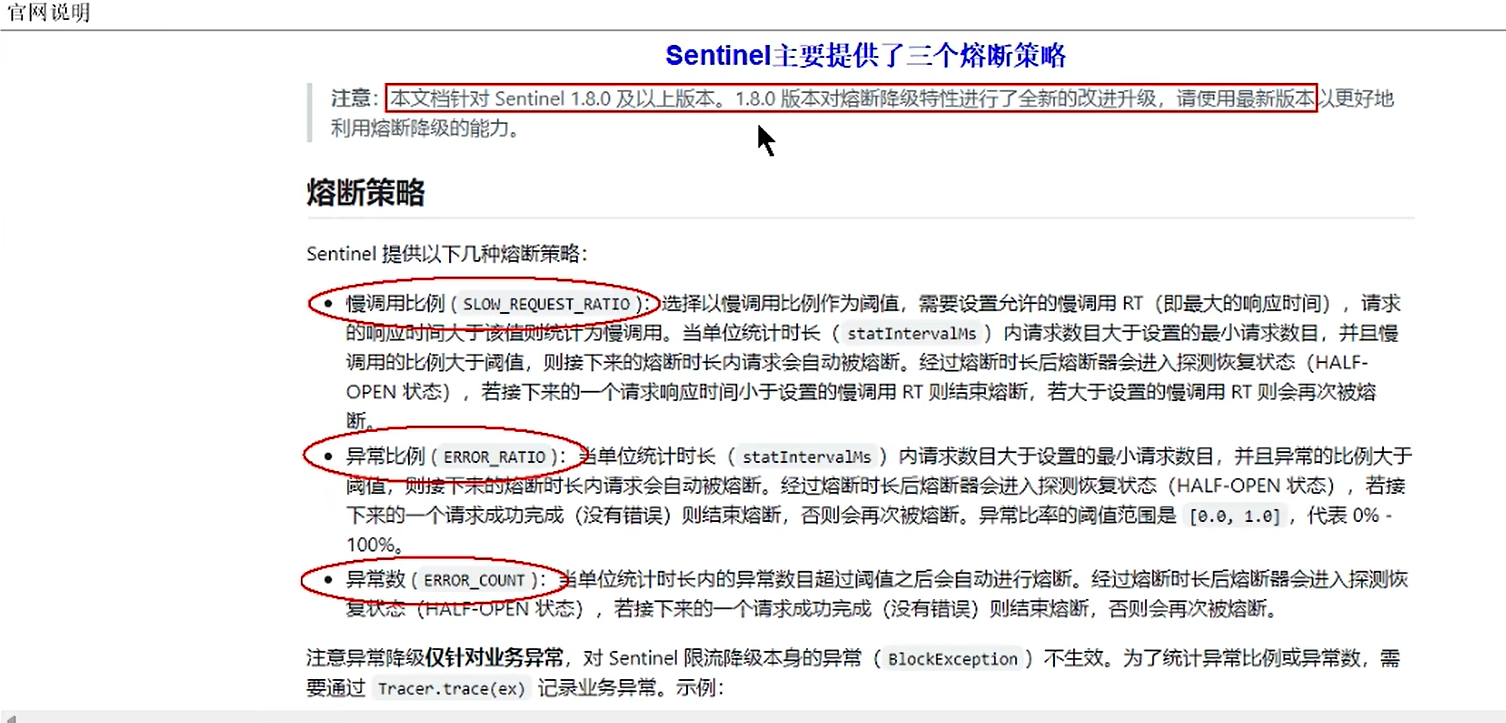 官网说明
Sentinel主要提供了三个熔断策略
注意：本文档针对 Sentinel 1.8.0 及以上版本。1.8.0 版本对熔断降级特性进行了全新的改进升级，请使用最新版本以更好地
利用熔断降级的能力。
熔断策略
Sentinel 提供以下几种熔断策略：
• 慢调用比例 ( SLOW_REQUEST_RATIO )：选择以慢调用比例作为阈值，需要设置允许的慢调用 RT（即最大的响应时间），请求
的响应时间大于该值则统计为慢调用。当单位统计时长（ statIntervalMs ）内请求数目大于设置的最小请求数目，并且慢
调用的比例大于阈值，则接下来的熔断时长内请求会自动被熔断。经过熔断时长后熔断器会进入探测恢复状态（HALF-
OPEN 状态），若接下来的一个请求响应时间小于设置的慢调用 RT 则结束熔断，若大于设置的慢调用 RT 则会再次被熔
断。
• 异常比例 ( ERROR_RATIO )：当单位统计时长（ statIntervalMs ）内请求数目大于设置的最小请求数目，并且异常的比例大于
阈值，则接下来的熔断时长内请求会自动被熔断。经过熔断时长后熔断器会进入探测恢复状态（HALF-OPEN 状态），若接
下来的一个请求成功完成（没有错误）则结束熔断，否则会再次被熔断。异常比率的阈值范围是 [0.0, 1.0] ，代表 0% -
100%。
• 异常数 ( ERROR_COUNT )：当单位统计时长内的异常数目超过阈值之后会自动进行熔断。经过熔断时长后熔断器会进入探测恢
复状态（HALF-OPEN 状态），若接下来的一个请求成功完成（没有错误）则结束熔断，否则会再次被熔断。
注意异常降级仅针对业务异常，对 Sentinel 限流降级本身的异常（ BlockException ）不生效。为了统计异常比例或异常数，需
要通过 Tracer.trace(ex) 记录业务异常。示例：